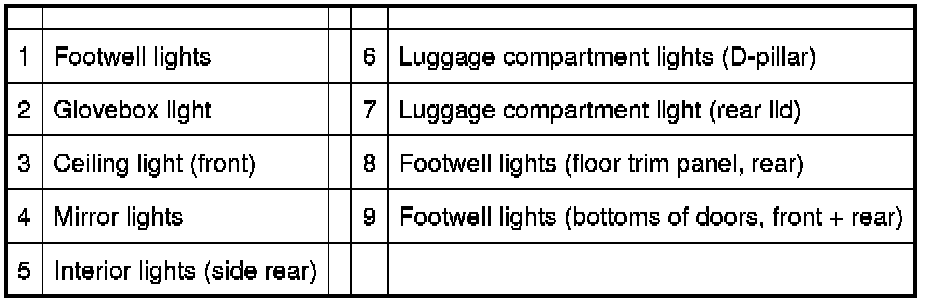 1 Footwell lights 6 Luggage compartment lights (D-pillar)
2 Glovebox light 7 Luggage compartment light (rear lid)
3 Ceiling light (front) 8 Footwell lights (floor trim panel, rear)
4 Mirror lights 9 Footwell lights (bottoms of doors, front + rear)
5 Interior lights (side rear)